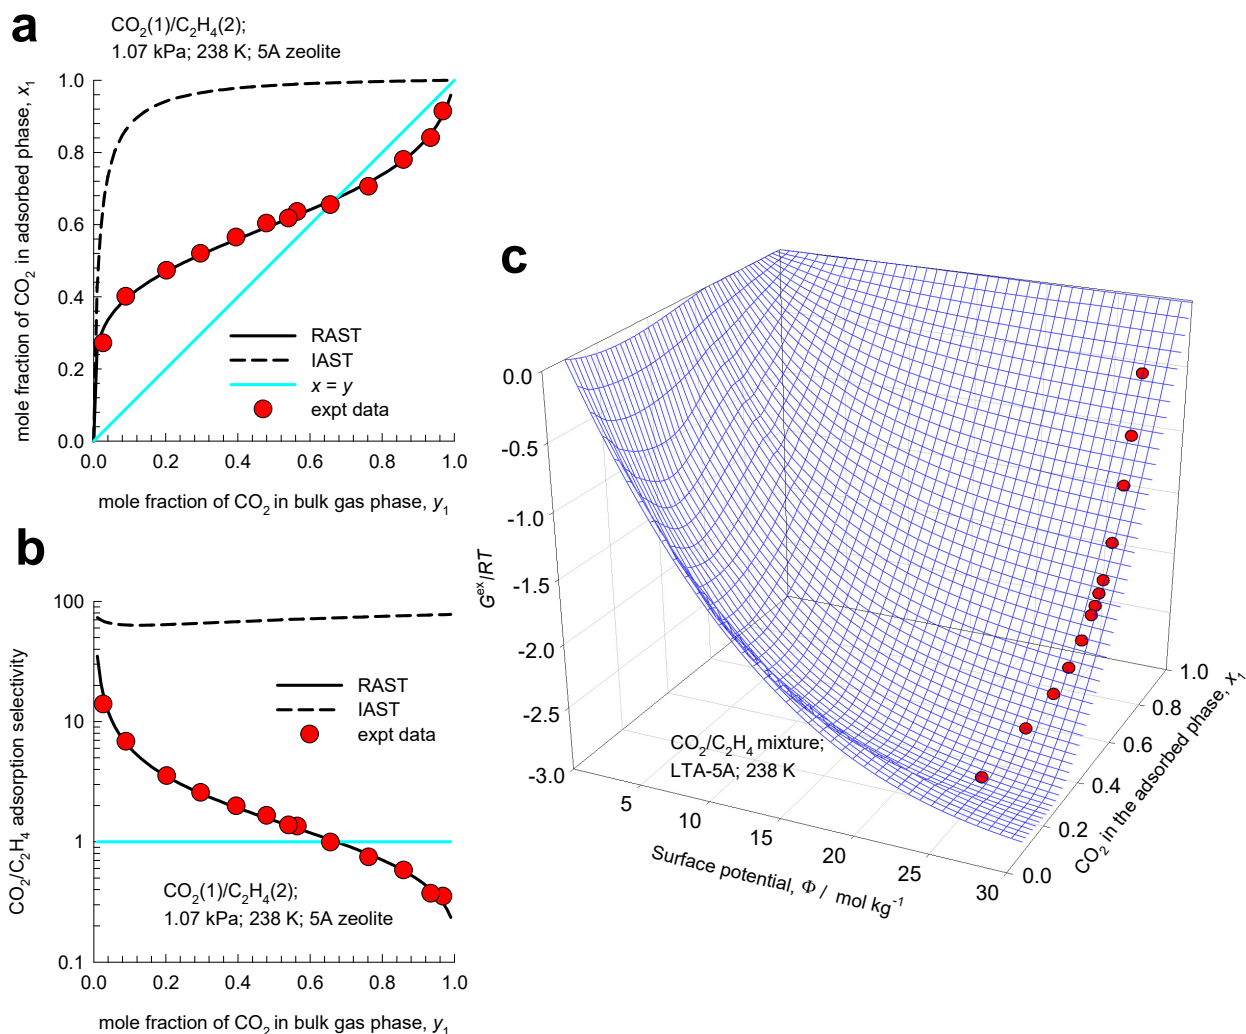 a
CO₂(1)/C₂H₄(2);
1.07 kPa; 238 K; 5A zeolite
mole fraction of CO₂ in adsorbed phase, x₁
1.0
0.8
0.6
0.4
0.2
0.0
RAST
IAST
x = y
expt data
0.0 0.2 0.4 0.6 0.8 1.0
mole fraction of CO₂ in bulk gas phase, y₁
b
CO₂/C₂H₄ adsorption selectivity
100
10
1
0.1
RAST
IAST
expt data
CO₂(1)/C₂H₄(2);
1.07 kPa; 238 K; 5A zeolite
0.0 0.2 0.4 0.6 0.8 1.0
mole fraction of CO₂ in bulk gas phase, y₁
c
Gᵉˣ/RT
0.0
-0.5
-1.0
-1.5
-2.0
-2.5
-3.0
CO₂/C₂H₄ mixture;
LTA-5A; 238 K
5 10 15 20 25 30
Surface potential, Φ / mol kg⁻¹
0.0 0.2 0.4 0.6 0.8 1.0
CO₂ in the adsorbed phase, x₁